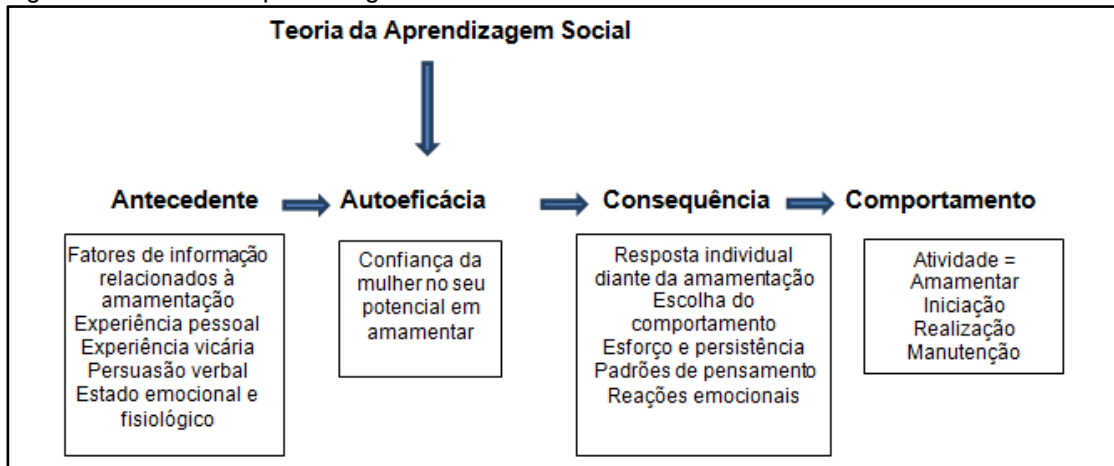 Teoria da Aprendizagem Social
Antecedente
Autoeficácia
Consequência
Comportamento
Fatores de informação
relacionados à
amamentação
Experiência pessoal
Experiência vicária
Persuasão verbal
Estado emocional e
fisiológico
Confiança da
mulher no seu
potencial em
amamentar
Resposta individual
diante da amamentação
Escolha do
comportamento
Esforço e persistência
Padrões de pensamento
Reações emocionais
Atividade =
Amamentar
Iniciação
Realização
Manutenção